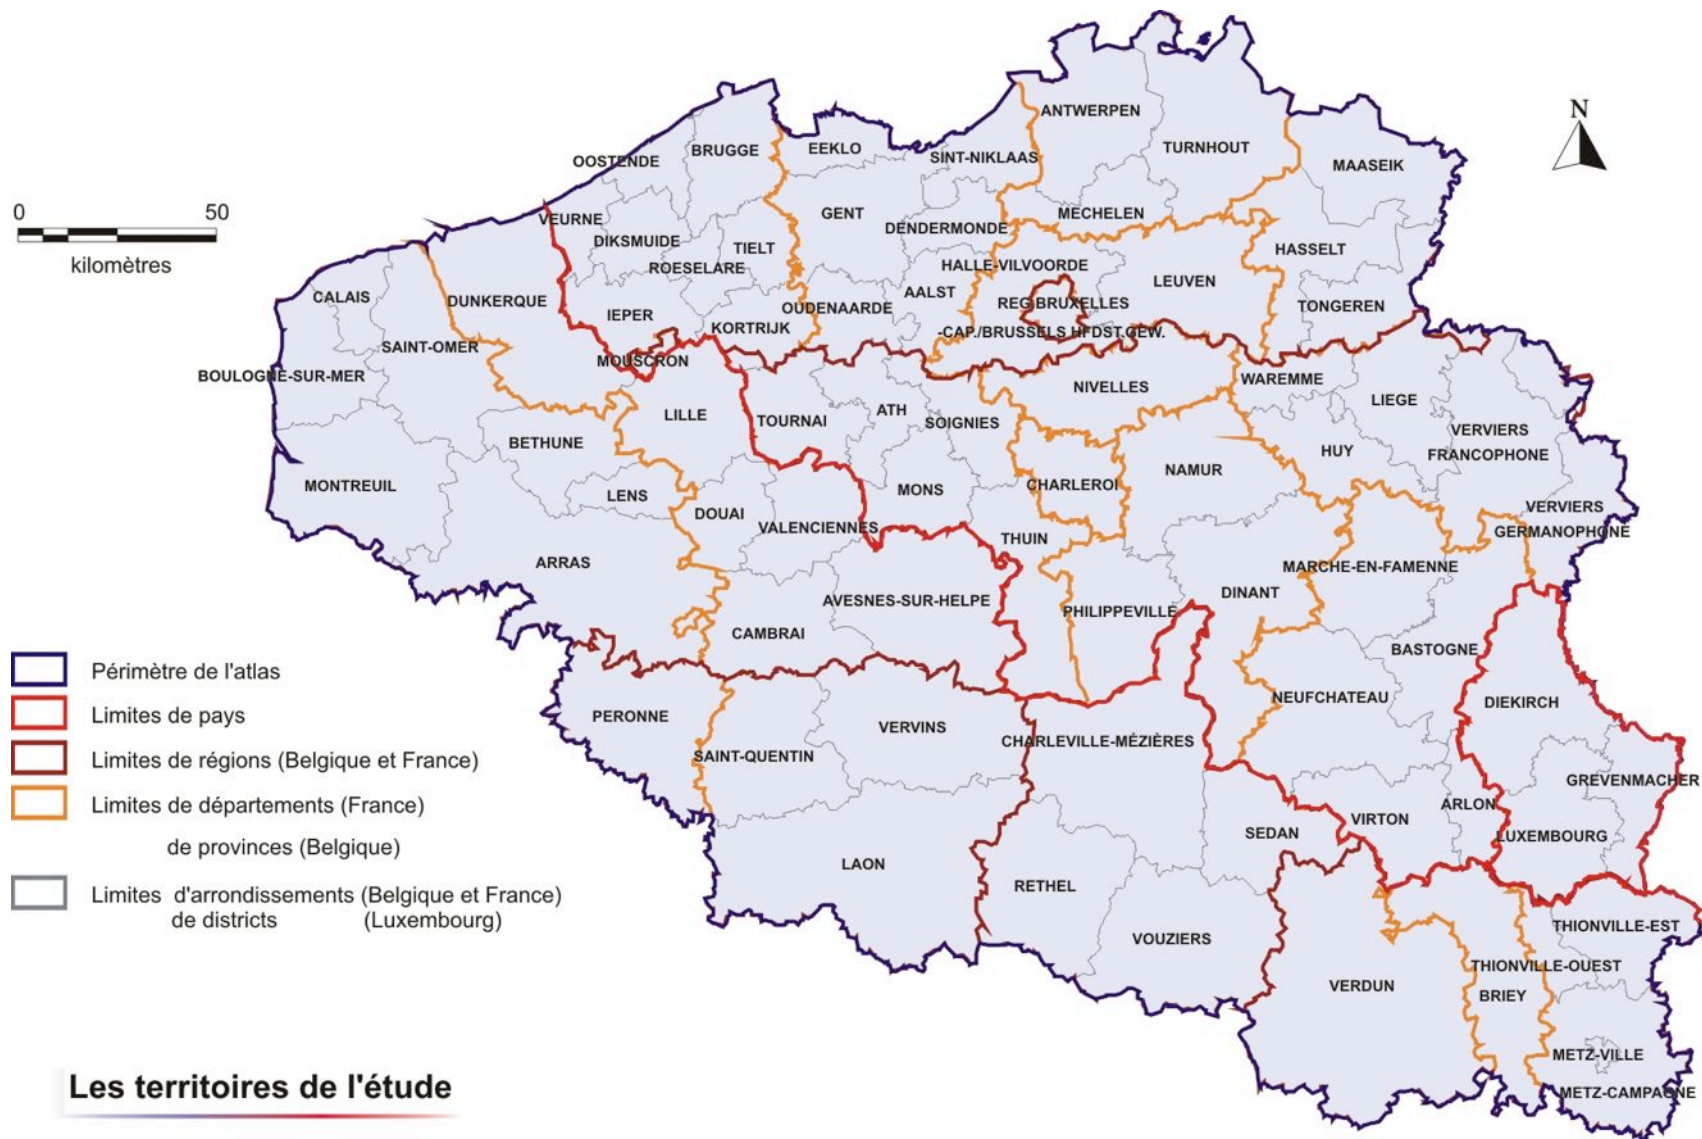 N
ANTWERPEN
TURNHOUT
EEKLO
BRUGGE
SINT-NIKLAAS
OOSTENDE
MAASEIK
0 50
kilomètres
VEURNE
GENT
MECHELEN
DENDERMONDE
DIKSMUIDE
TIELT
HASSELT
ROESELARE
HALLE-VILVOORDE
LEUVEN
CALAIS
DUNKERQUE
AALST
OUDENAARDE
REG.BRUXELLES
TONGEREN
IEPER
KORTRIJK
-CAP./BRUSSELS HFDST.GEW.
SAINT-OMER
MOUSCRON
BOULOGNE-SUR-MER
NIVELLES
WAREMME
LIEGE
LILLE
TOURNAI
ATH
SOIGNIES
BETHUNE
VERVIERS
FRANCOPHONE
HUY
NAMUR
MONTREUIL
LENS
MONS
CHARLEROI
DOUAI
VALENCIENNES
VERVIERS
GERMANOPHONE
THUIN
ARRAS
MARCHE-EN-FAMENNE
DINANT
AVESNES-SUR-HELPE
PHILIPPEVILLE
CAMBRAI
BASTOGNE
NEUFCHATEAU
DIEKIRCH
PERONNE
VERVINS
CHARLEVILLE-MÉZIÈRES
SAINT-QUENTIN
GREVENMACHER
ARLON
VIRTON
SEDAN
LUXEMBOURG
LAON
RETHEL
VOUZIERS
THIONVILLE-EST
THIONVILLE-OUEST
VERDUN
BRIEY
METZ-VILLE
METZ-CAMPAGNE
Périmètre de l'atlas
Limites de pays
Limites de régions (Belgique et France)
Limites de départements (France)
de provinces (Belgique)
Limites d'arrondissements (Belgique et France)
de districts (Luxembourg)
Les territoires de l'étude